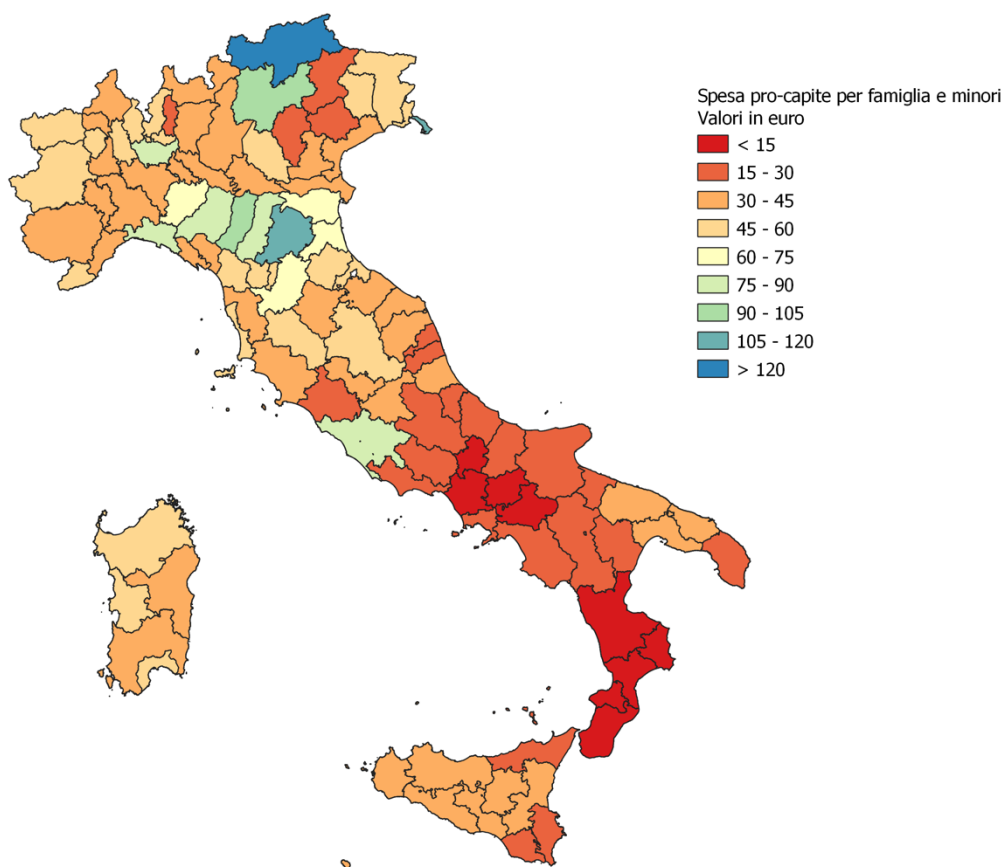 Spesa pro-capite per famiglia e minori
Valori in euro
< 15
15 - 30
30 - 45
45 - 60
60 - 75
75 - 90
90 - 105
105 - 120
> 120